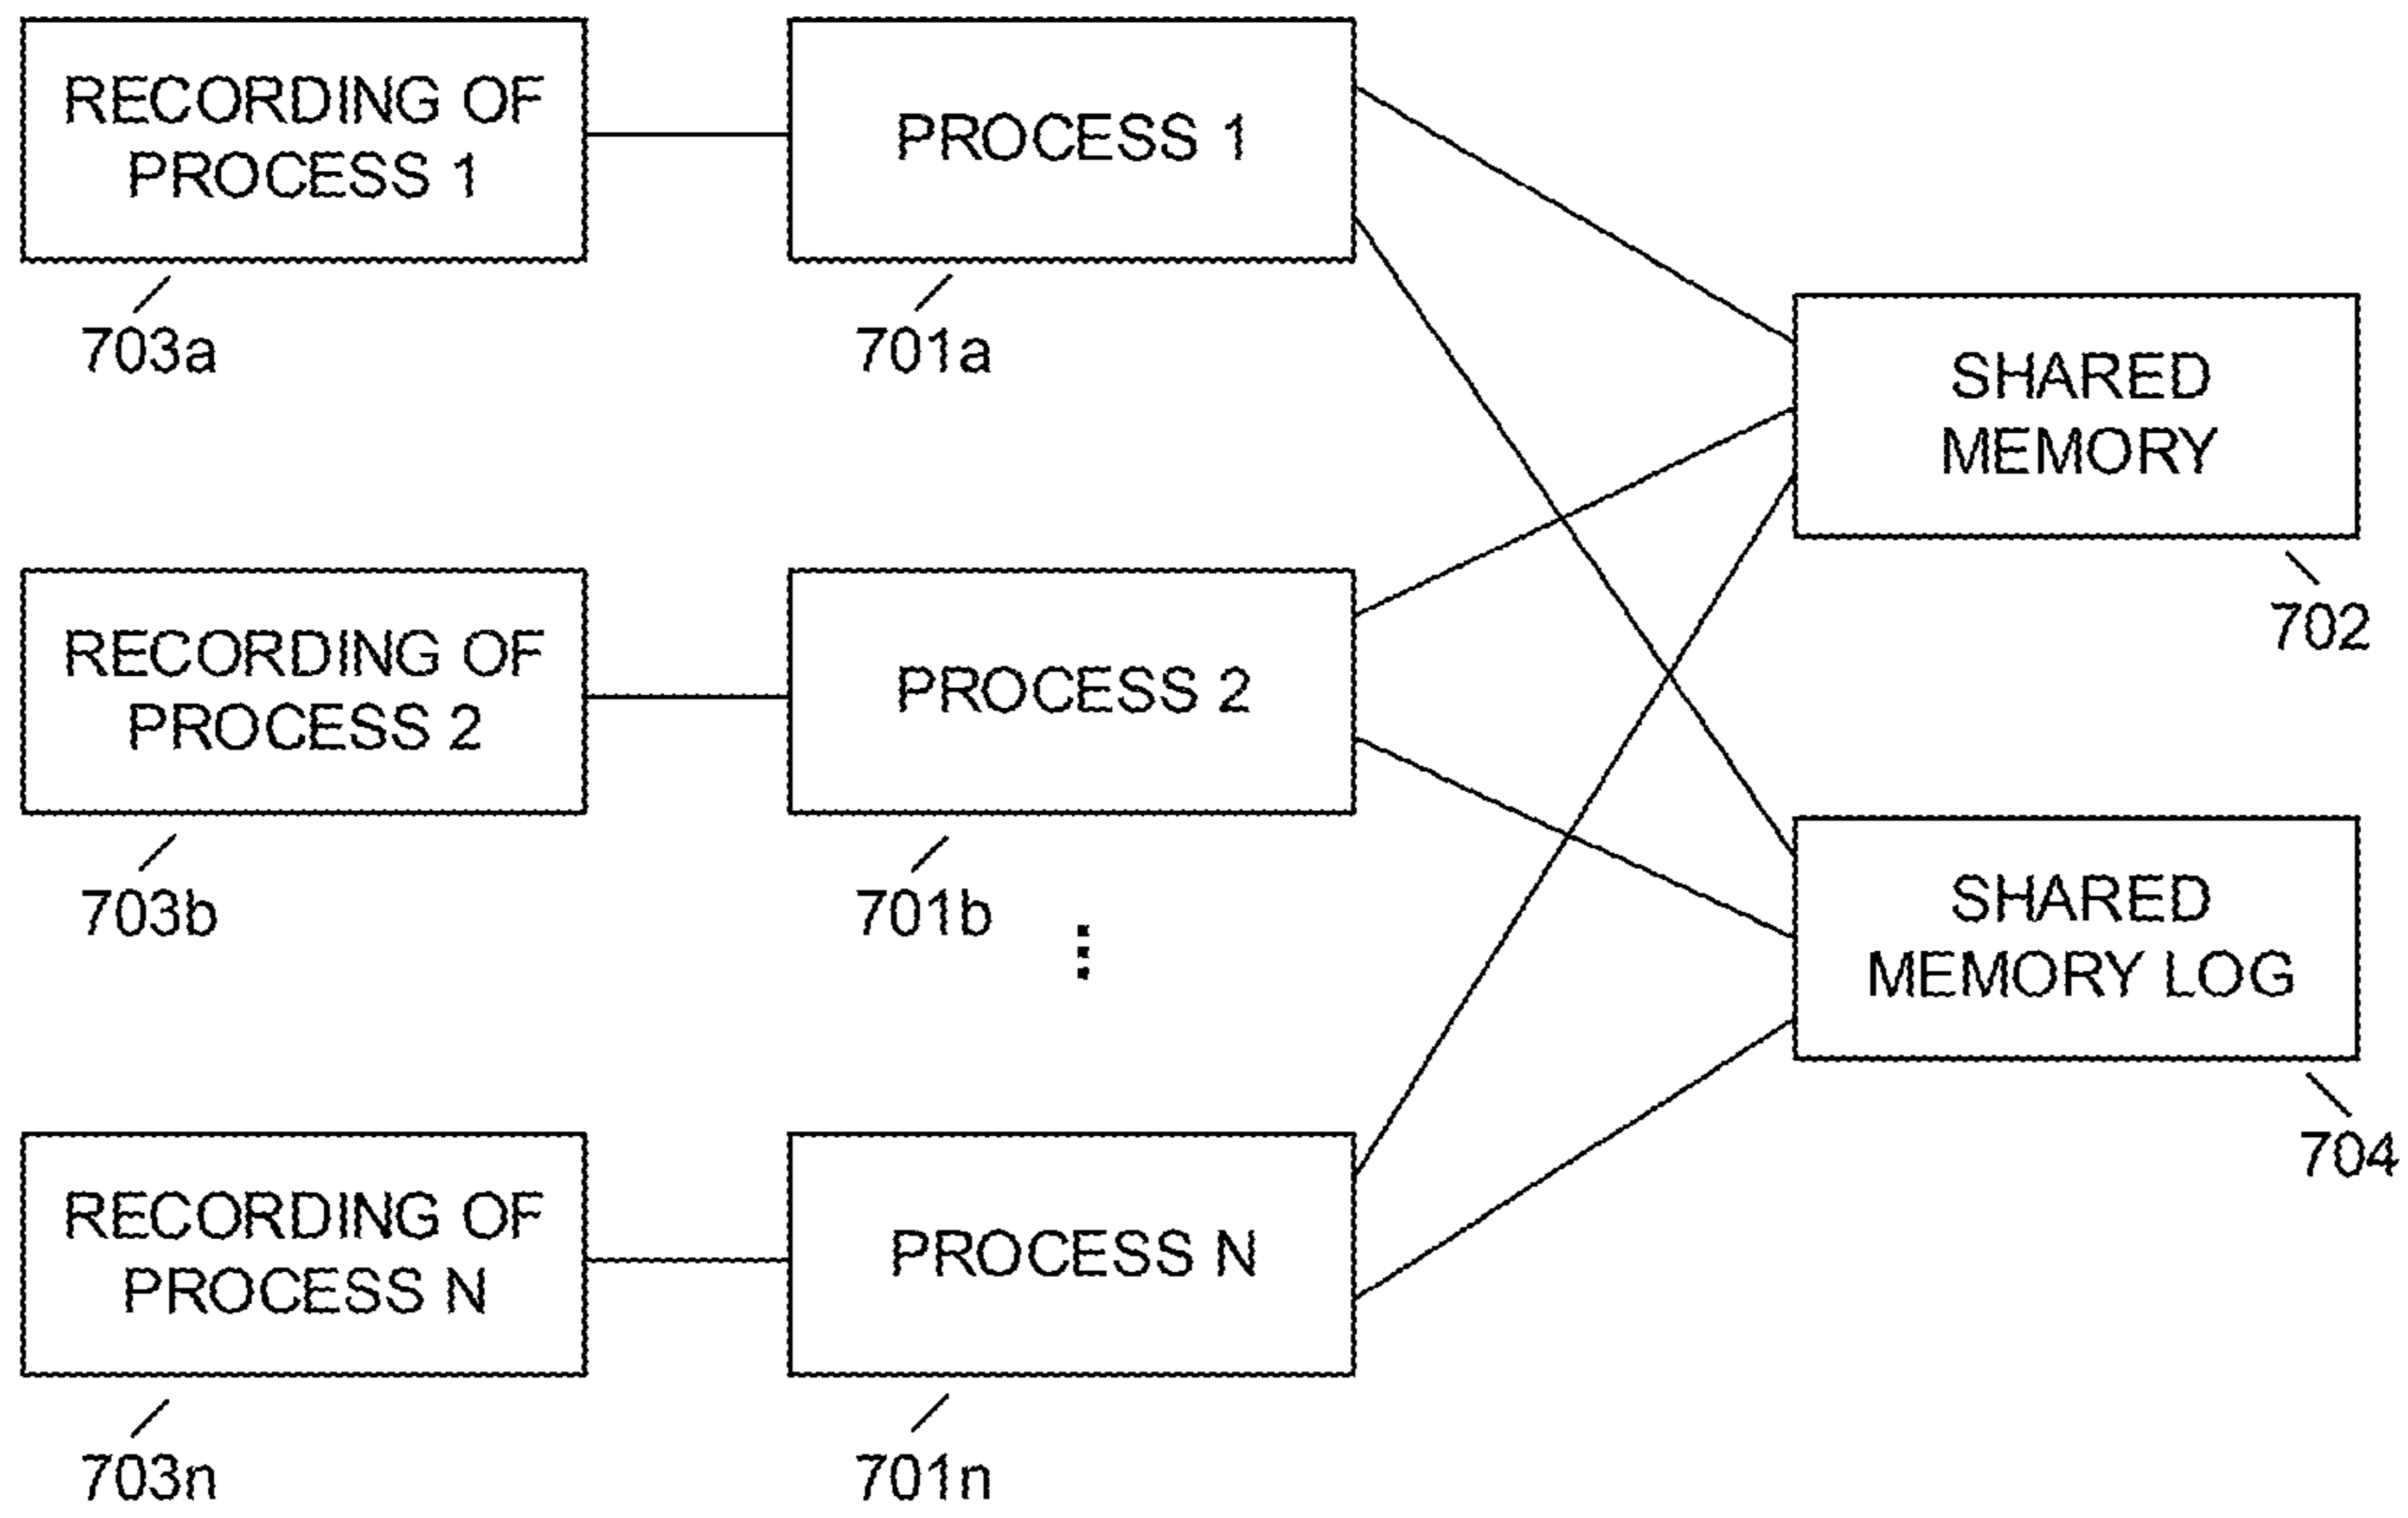 RECORDING OF
PROCESS 1
703a
PROCESS 1
701a
SHARED
MEMORY
702
RECORDING OF
PROCESS 2
703b
PROCESS 2
701b
SHARED
MEMORY LOG
704
RECORDING OF
PROCESS N
703n
PROCESS N
701n